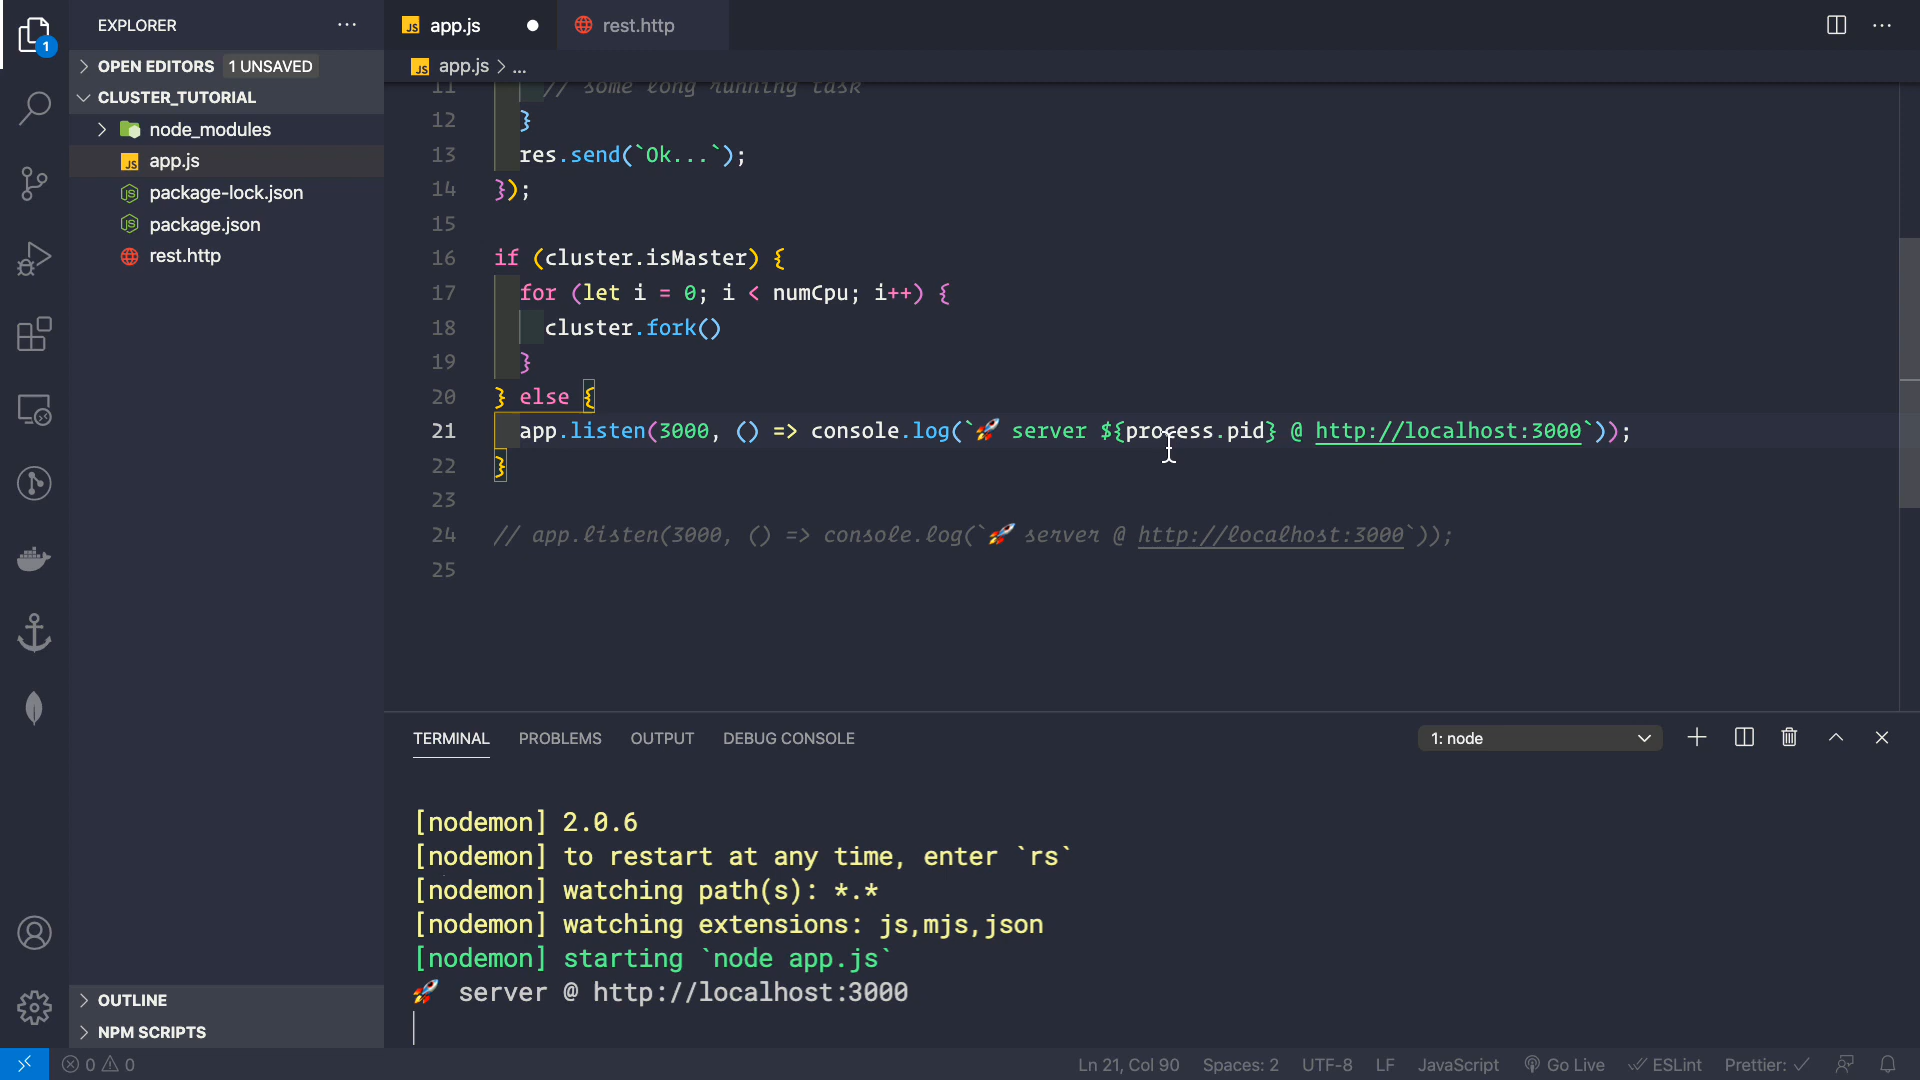 EXPLORER
app.js
rest.http
1
OPEN EDITORS 1 UNSAVED
app.js > ...
CLUSTER_TUTORIAL
node_modules
app.js
package-lock.json
package.json
rest.http
11 // some long running task
12 }
13 res.send(`Ok...`);
14 });
15
16 if (cluster.isMaster) {
17 for (let i = 0; i < numCpu; i++) {
18 cluster.fork()
19 }
20 } else {
21 app.listen(3000, () => console.log(`🚀 server ${process.pid} @ http://localhost:3000`));
22 }
23
24 // app.listen(3000, () => console.log(`🚀 server @ http://localhost:3000`));
25
TERMINAL PROBLEMS OUTPUT DEBUG CONSOLE 1: node
[nodemon] 2.0.6
[nodemon] to restart at any time, enter `rs`
[nodemon] watching path(s): *.*
[nodemon] watching extensions: js,mjs,json
[nodemon] starting `node app.js`
🚀 server @ http://localhost:3000
OUTLINE
NPM SCRIPTS
0 0 Ln 21, Col 90 Spaces: 2 UTF-8 LF JavaScript Go Live ESLint Prettier: ✓